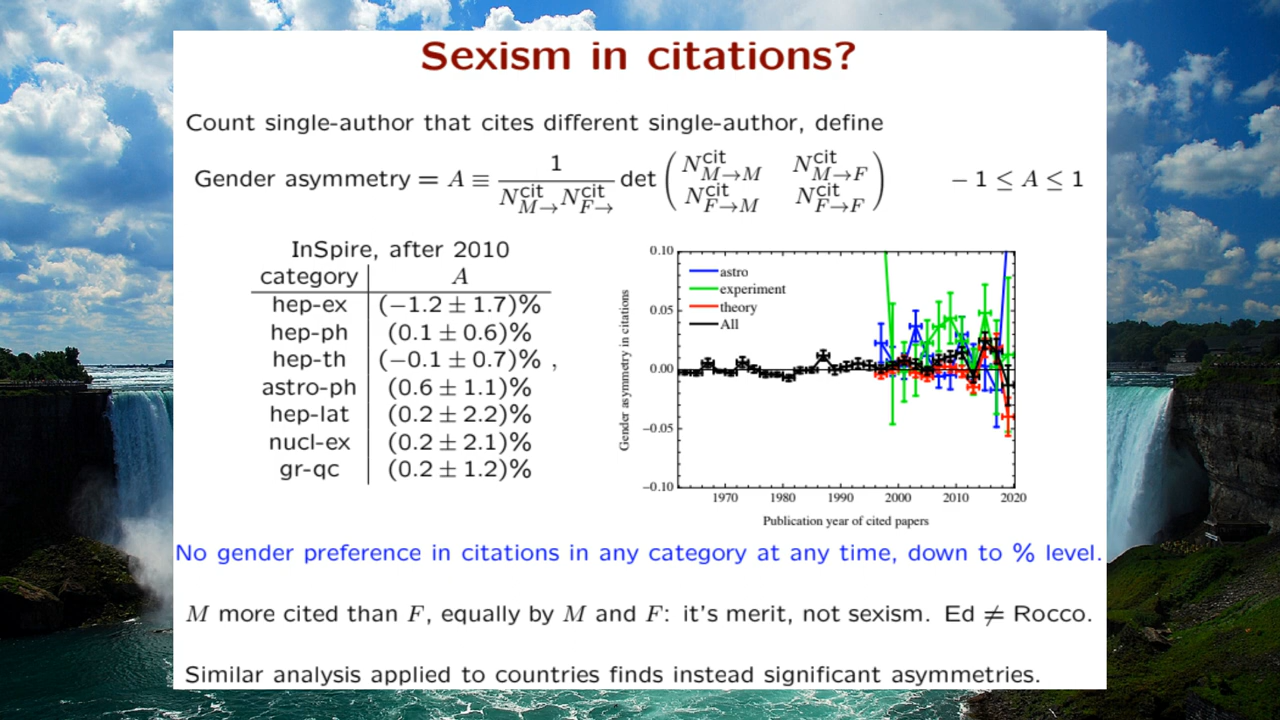 Sexism in citations?
Count single-author that cites different single-author, define
Gender asymmetry = A ≡ 1 / (N^cit_{M→} N^cit_{F→}) det ( N^cit_{M→M} N^cit_{M→F} N^cit_{F→M} N^cit_{F→F} ) − 1 ≤ A ≤ 1
InSpire, after 2010
category A
hep-ex (−1.2 ± 1.7)%
hep-ph (0.1 ± 0.6)%
hep-th (−0.1 ± 0.7)% ,
astro-ph (0.6 ± 1.1)%
hep-lat (0.2 ± 2.2)%
nucl-ex (0.2 ± 2.1)%
gr-qc (0.2 ± 1.2)%
Gender asymmetry in citations
0.10
0.05
0.00
−0.05
−0.10
astro
experiment
theory
All
1970 1980 1990 2000 2010 2020
Publication year of cited papers
No gender preference in citations in any category at any time, down to % level.
M more cited than F, equally by M and F: it's merit, not sexism. Ed ≠ Rocco.
Similar analysis applied to countries finds instead significant asymmetries.